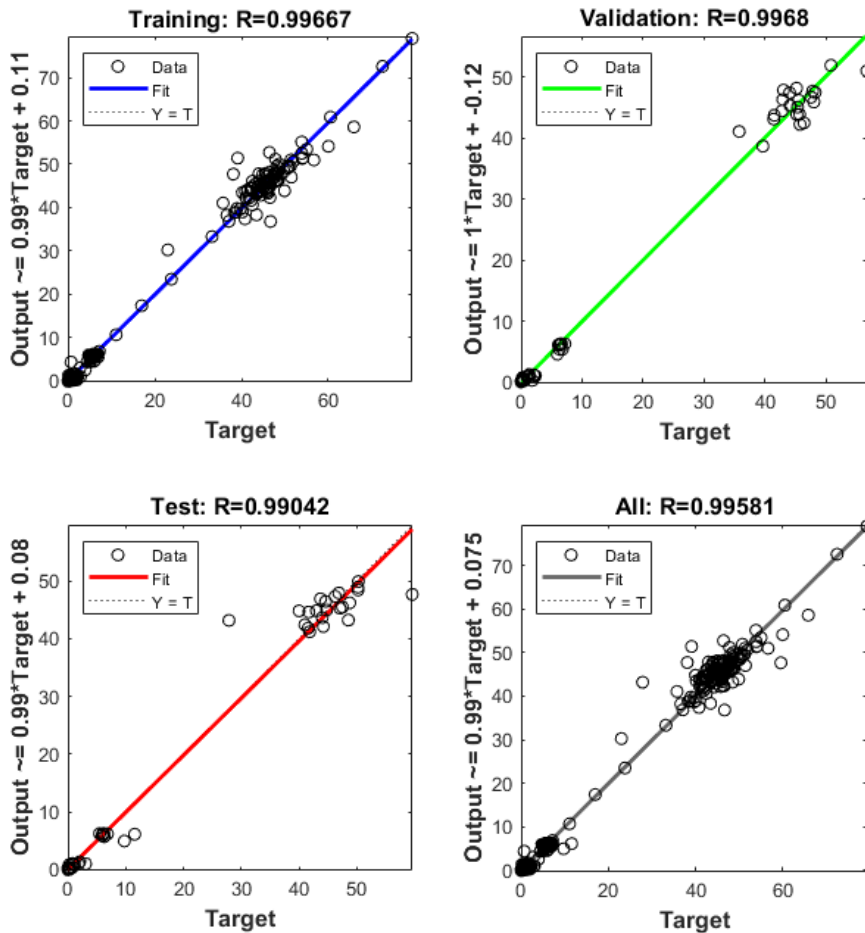 Training: R=0.99667
Output ~= 0.99*Target + 0.11
70
60
50
40
30
20
10
0
Data
Fit
Y = T
0 20 40 60
Target
Validation: R=0.9968
Output ~= 1*Target + -0.12
50
40
30
20
10
0
Data
Fit
Y = T
0 10 20 30 40 50
Target
Test: R=0.99042
Output ~= 0.99*Target + 0.08
50
40
30
20
10
0
Data
Fit
Y = T
0 10 20 30 40 50
Target
All: R=0.99581
Output ~= 0.99*Target + 0.075
70
60
50
40
30
20
10
0
Data
Fit
Y = T
0 20 40 60
Target